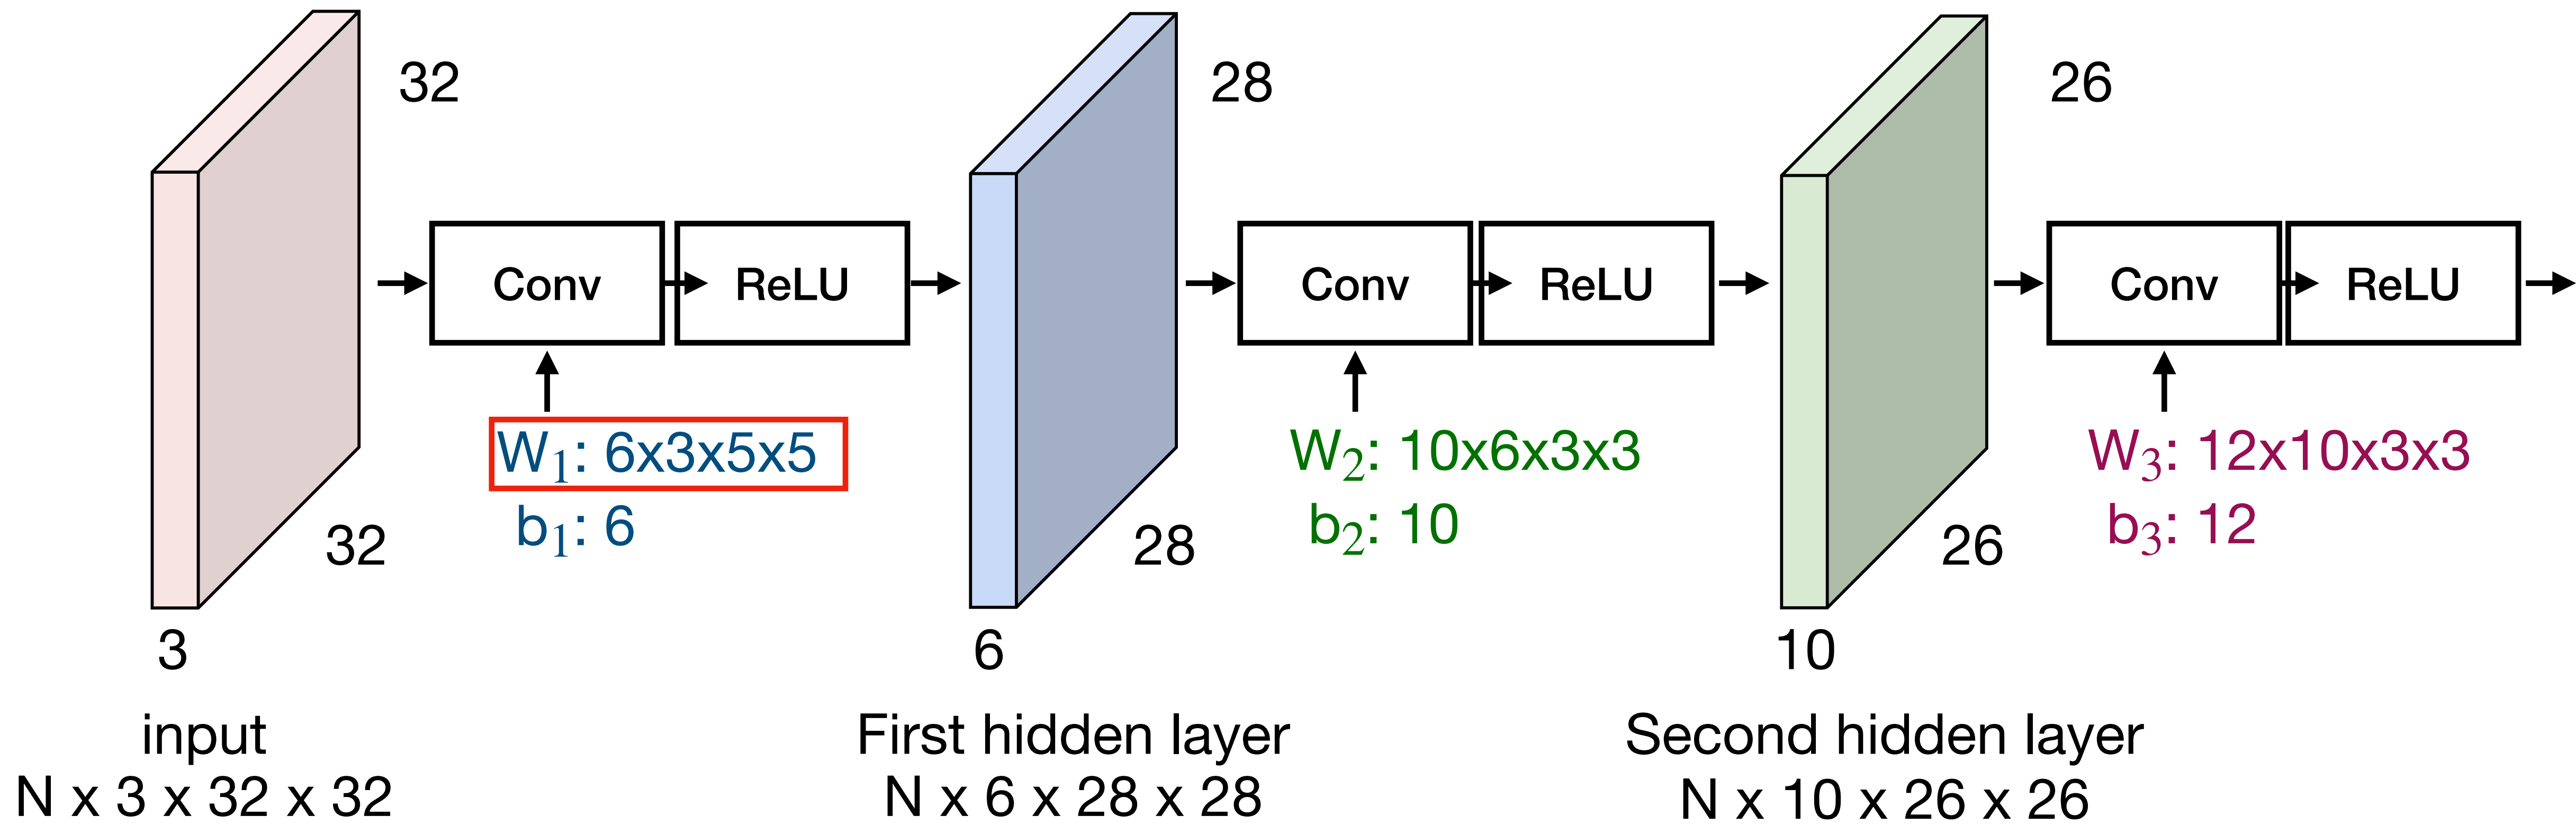 32
28
26
Conv
ReLU
Conv
ReLU
Conv
ReLU
W1: 6x3x5x5
b1: 6
W2: 10x6x3x3
b2: 10
W3: 12x10x3x3
b3: 12
32
28
26
3
6
10
input
N x 3 x 32 x 32
First hidden layer
N x 6 x 28 x 28
Second hidden layer
N x 10 x 26 x 26